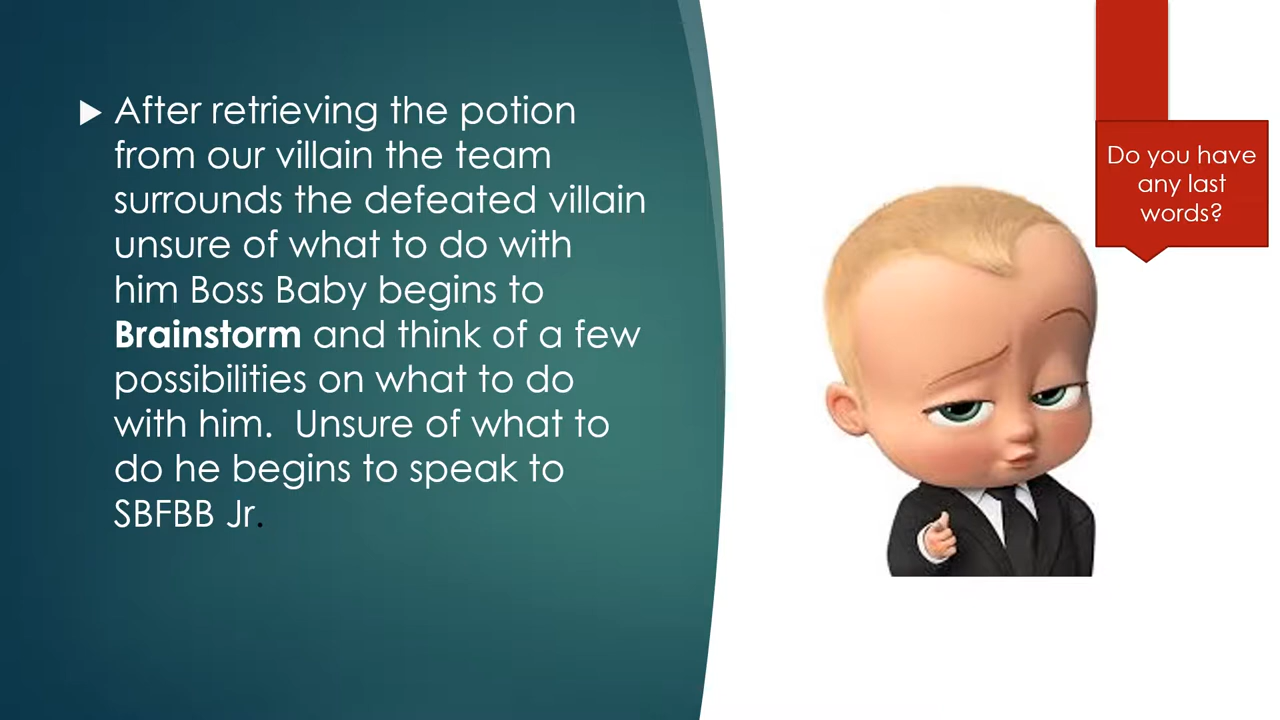 After retrieving the potion
from our villain the team
surrounds the defeated villain
unsure of what to do with
him Boss Baby begins to
Brainstorm and think of a few
possibilities on what to do
with him.  Unsure of what to
do he begins to speak to
SBFBB Jr.
Do you have
any last
words?